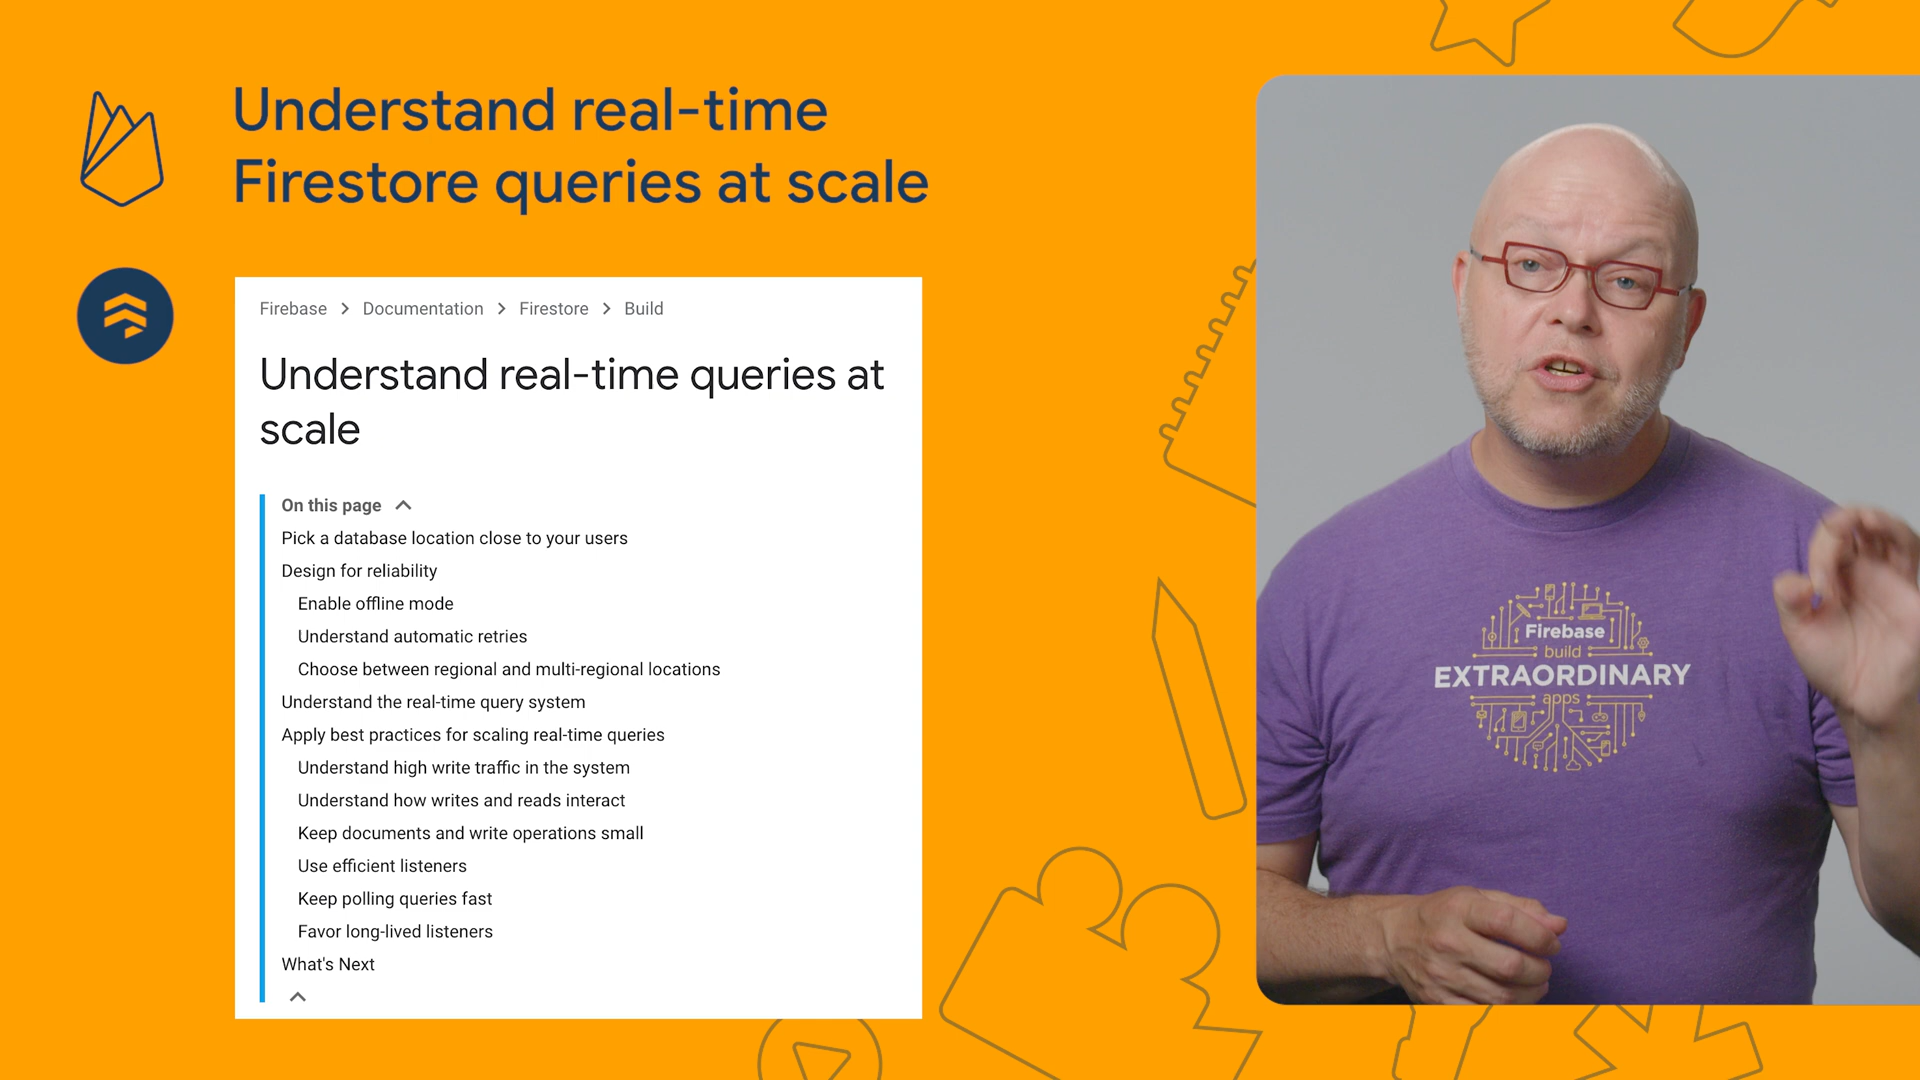 Understand real-time
Firestore queries at scale
Firebase > Documentation > Firestore > Build
Understand real-time queries at
scale
On this page
Pick a database location close to your users
Design for reliability
Enable offline mode
Understand automatic retries
Choose between regional and multi-regional locations
Understand the real-time query system
Apply best practices for scaling real-time queries
Understand high write traffic in the system
Understand how writes and reads interact
Keep documents and write operations small
Use efficient listeners
Keep polling queries fast
Favor long-lived listeners
What's Next
Firebase
build
EXTRAORDINARY
apps